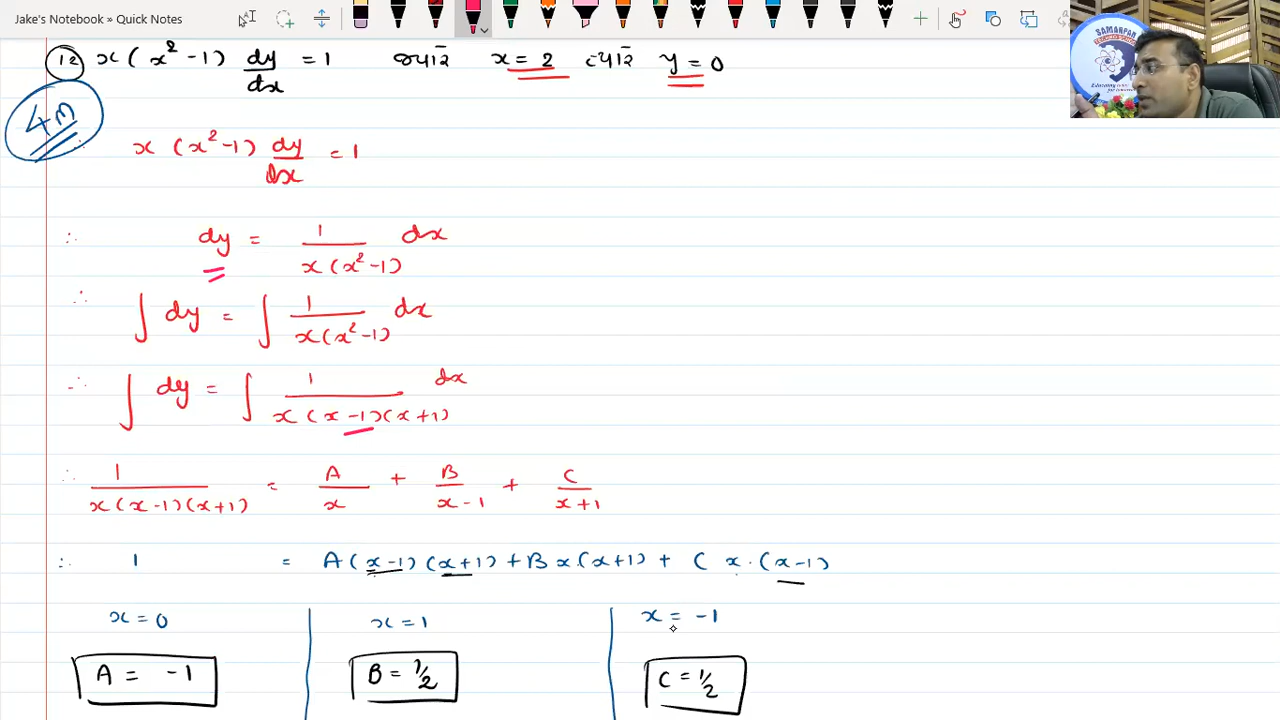 Jake's Notebook » Quick Notes
SAMARPAN
12 x(x² -1) dy/dx = 1 જ્યારે x = 2 ત્યારે y = 0
4m
x (x²-1) dy/dx = 1
∴ dy = 1/x(x²-1) dx
∴ ∫ dy = ∫ 1/x(x²-1) dx
∴ ∫ dy = ∫ 1/x(x-1)(x+1) dx
∴ 1/x(x-1)(x+1) = A/x + B/x-1 + C/x+1
∴ 1 = A(x-1)(x+1) + B x.(x+1) + C x.(x-1)
x = 0 x = 1 x = -1
A = -1 B = 1/2 C = 1/2